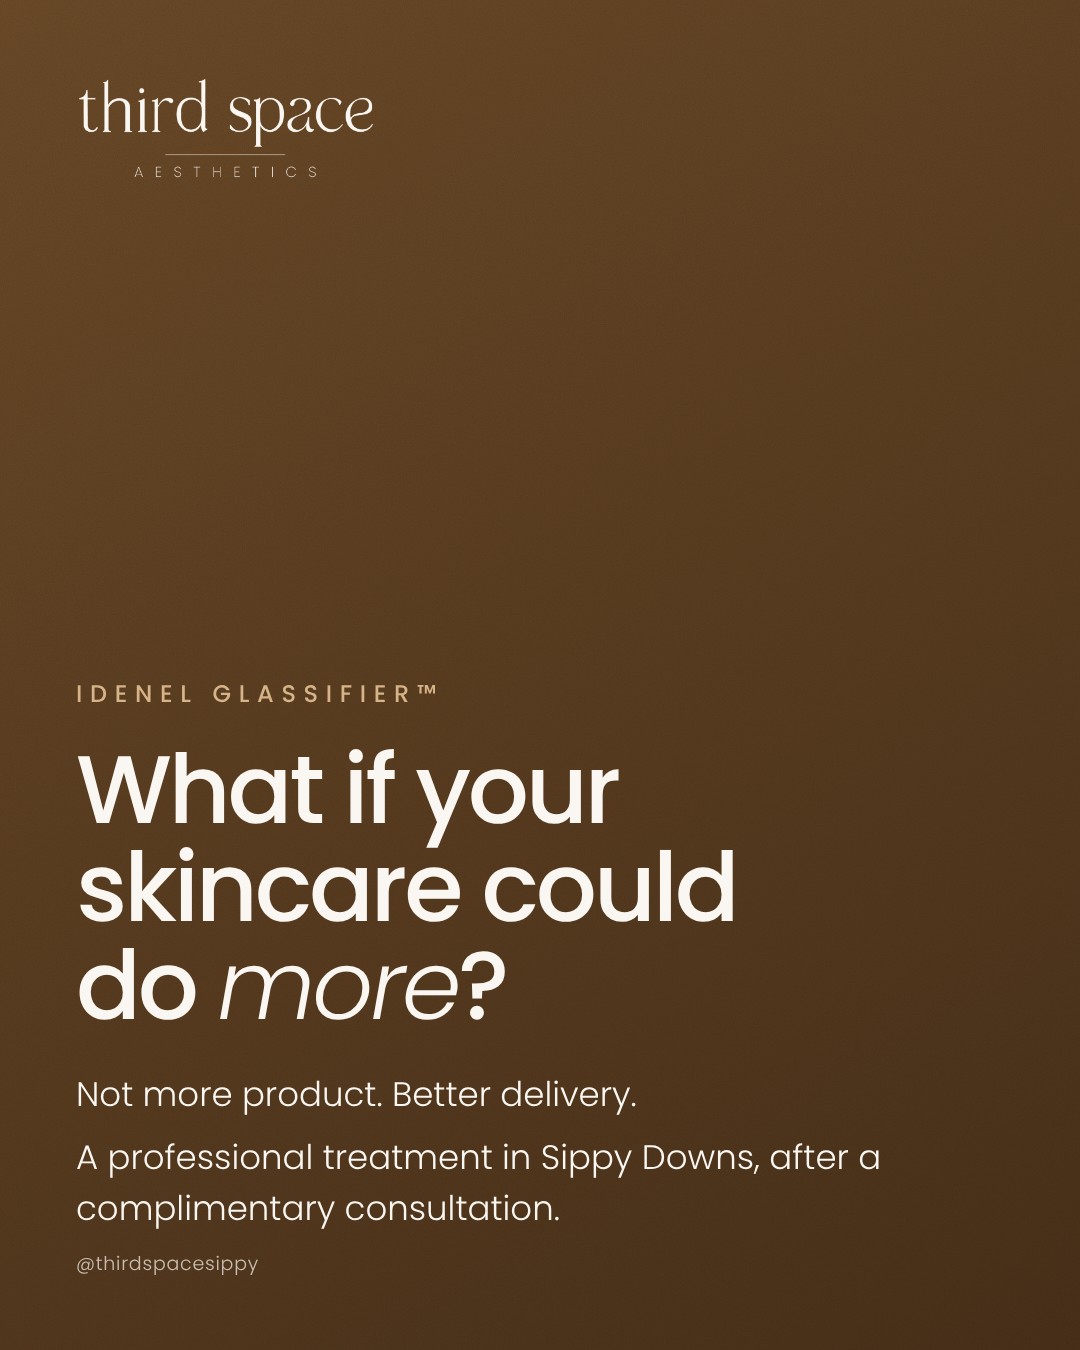 third space
AESTHETICS
IDENEL GLASSIFIER™
What if your
skincare could
do more?
Not more product. Better delivery.
A professional treatment in Sippy Downs, after a
complimentary consultation.
@thirdspacesippy